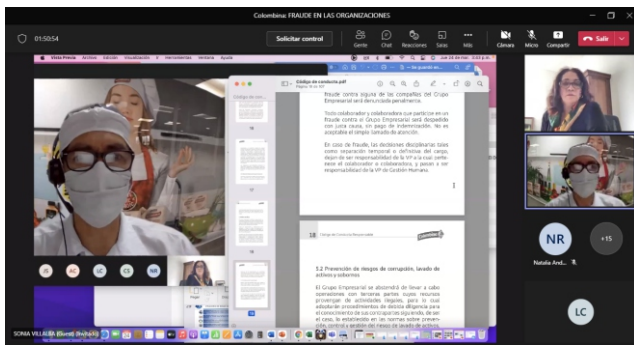 Colombina: FRAUDE EN LAS ORGANIZACIONES
01:50:54
Solicitar control
Gente
Chat
Reacciones
Salas
Más
Cámara
Micro
Compartir
Salir
Vista Previa Archivo Edición Visualización Ir Herramientas Ventana Ayuda
Código de conducta.pdf
fraude contra alguna de las compañías del Grupo
Empresarial será denunciada penalmente.
Todo colaborador y colaboradora que participe en un
fraude contra el Grupo Empresarial será despedido
con justa causa, sin pago de indemnización. No es
aceptable el simple llamado de atención.
En caso de fraude, las decisiones disciplinarias tales
como separación temporal o definitiva del cargo,
dejan de ser responsabilidad de la VP a la cual perte-
nece el colaborador o colaboradora, y pasan a ser
responsabilidad de la VP de Gestión Humana.
18 Código de Conducta Empresarial
Colombina
5.2 Prevención de riesgos de corrupción, lavado de
activos y sobornos
El Grupo Empresarial se abstendrá de llevar a cabo
operaciones con terceras partes cuyos recursos
provengan de actividades ilegales, para lo cual
adoptarán procedimientos de debida diligencia para
el conocimiento de sus contrapartes siguiendo, de ser
el caso, lo establecido en las normas sobre preven-
ción, control y gestión del riesgo de lavado de activos,
AC
LC
CS
NR
NR
+15
Natalia And...
LC
SONIA VILLALBA (Guest) (Invitado)